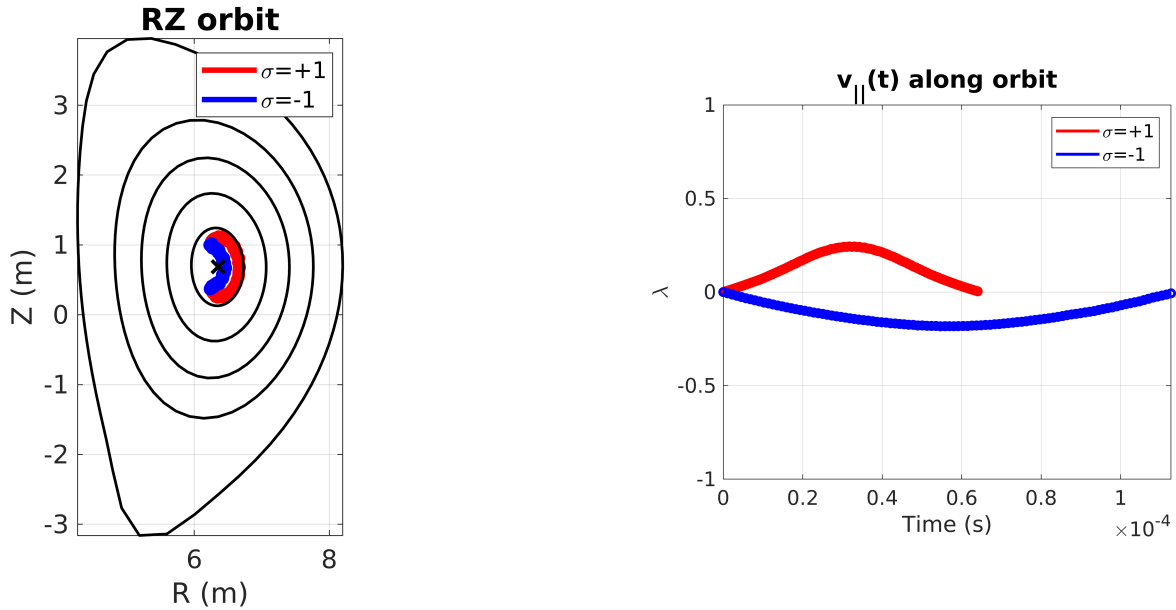 RZ orbit
σ=+1
σ=-1
3
2
1
0
-1
-2
-3
Z (m)
6
8
R (m)
v||(t) along orbit
σ=+1
σ=-1
1
0.5
0
-0.5
-1
λ
0
0.2
0.4
0.6
0.8
1
Time (s)
×10-4